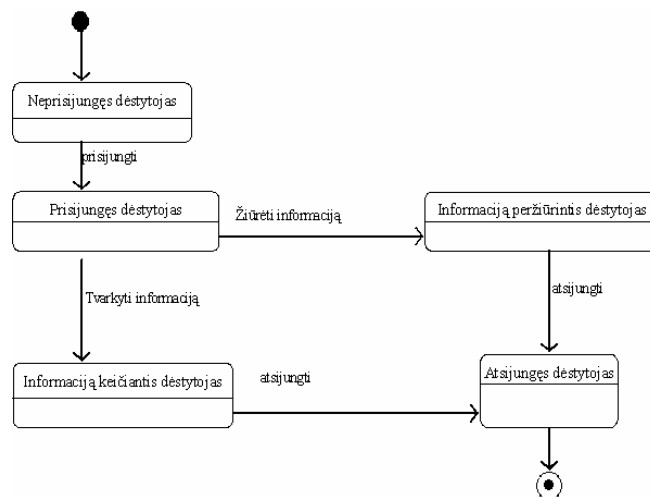 Neprisijungęs dėstytojas
prisijungti
Prisijungęs dėstytojas
Žiūrėti informaciją
Informaciją peržiūrintis dėstytojas
Tvarkyti informaciją
atsijungti
Informaciją keičiantis dėstytojas
atsijungti
Atsijungęs dėstytojas